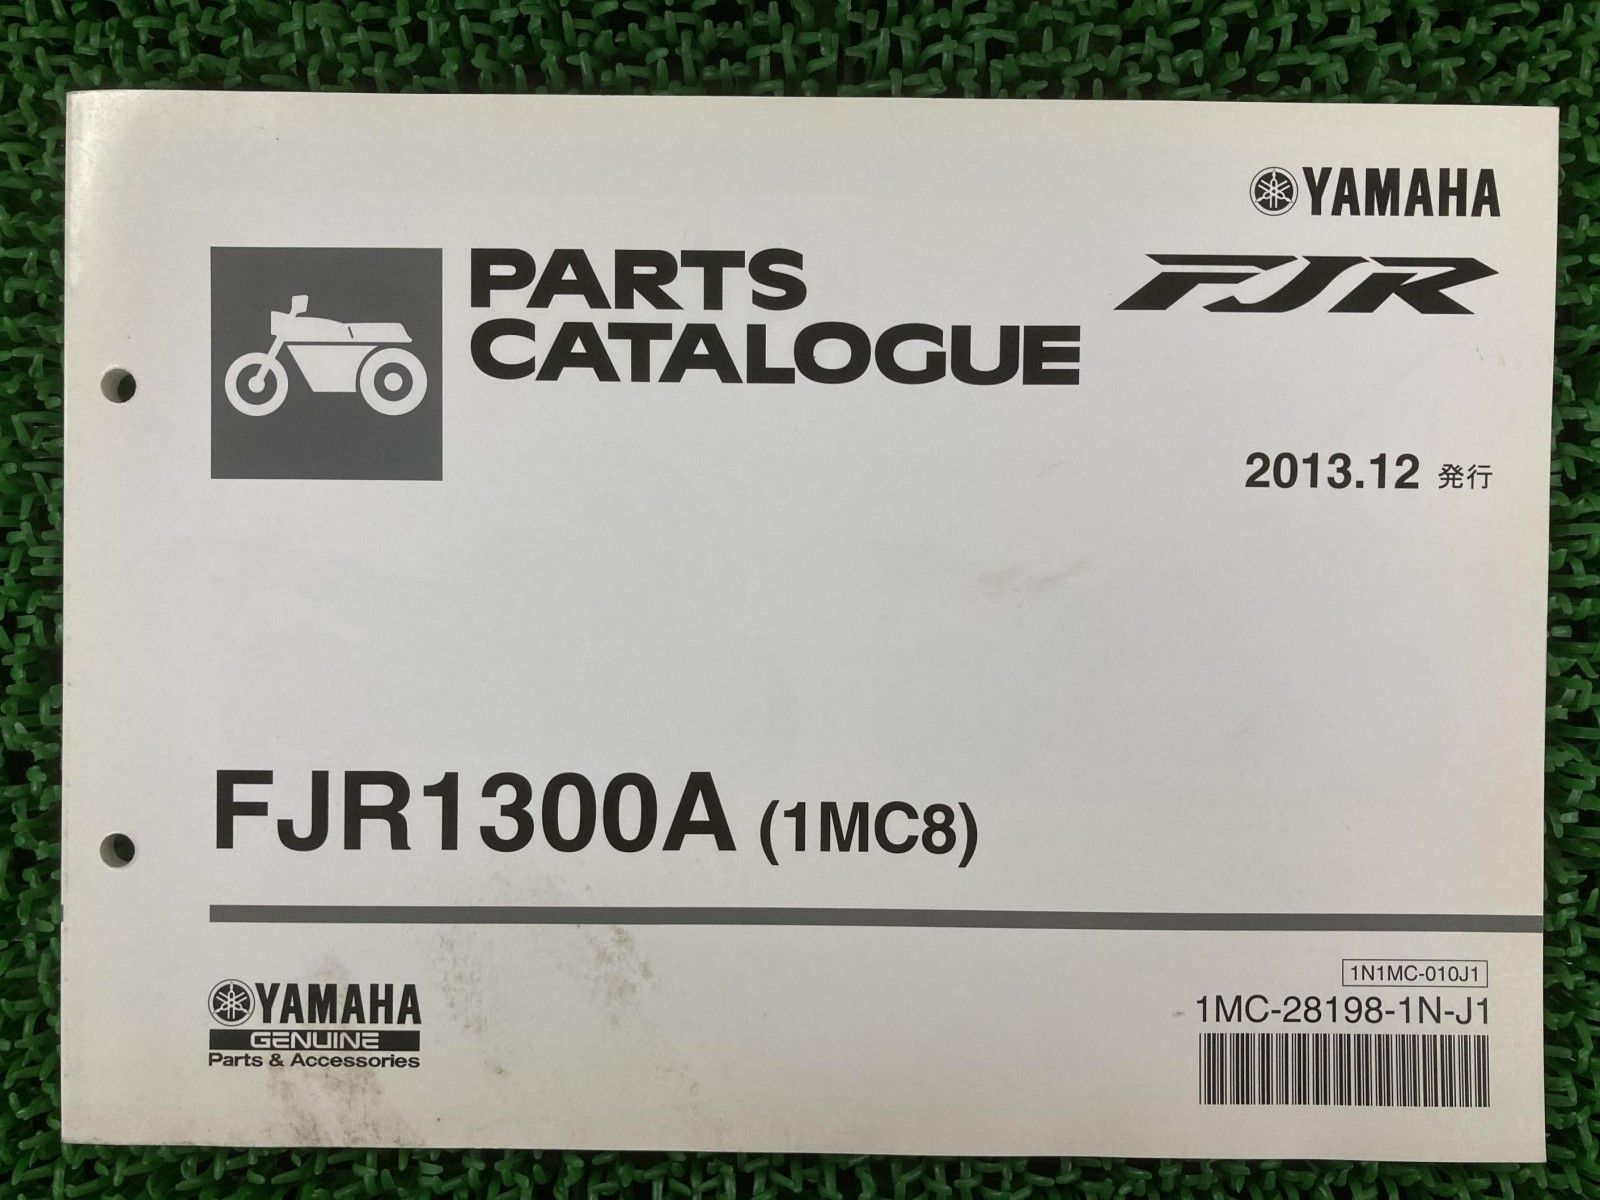 YAMAHA
PARTS
CATALOGUE
FJR
2013.12 発行
FJR1300A (1MC8)
YAMAHA
GENUINE
Parts & Accessories
1N1MC-010J1
1MC-28198-1N-J1